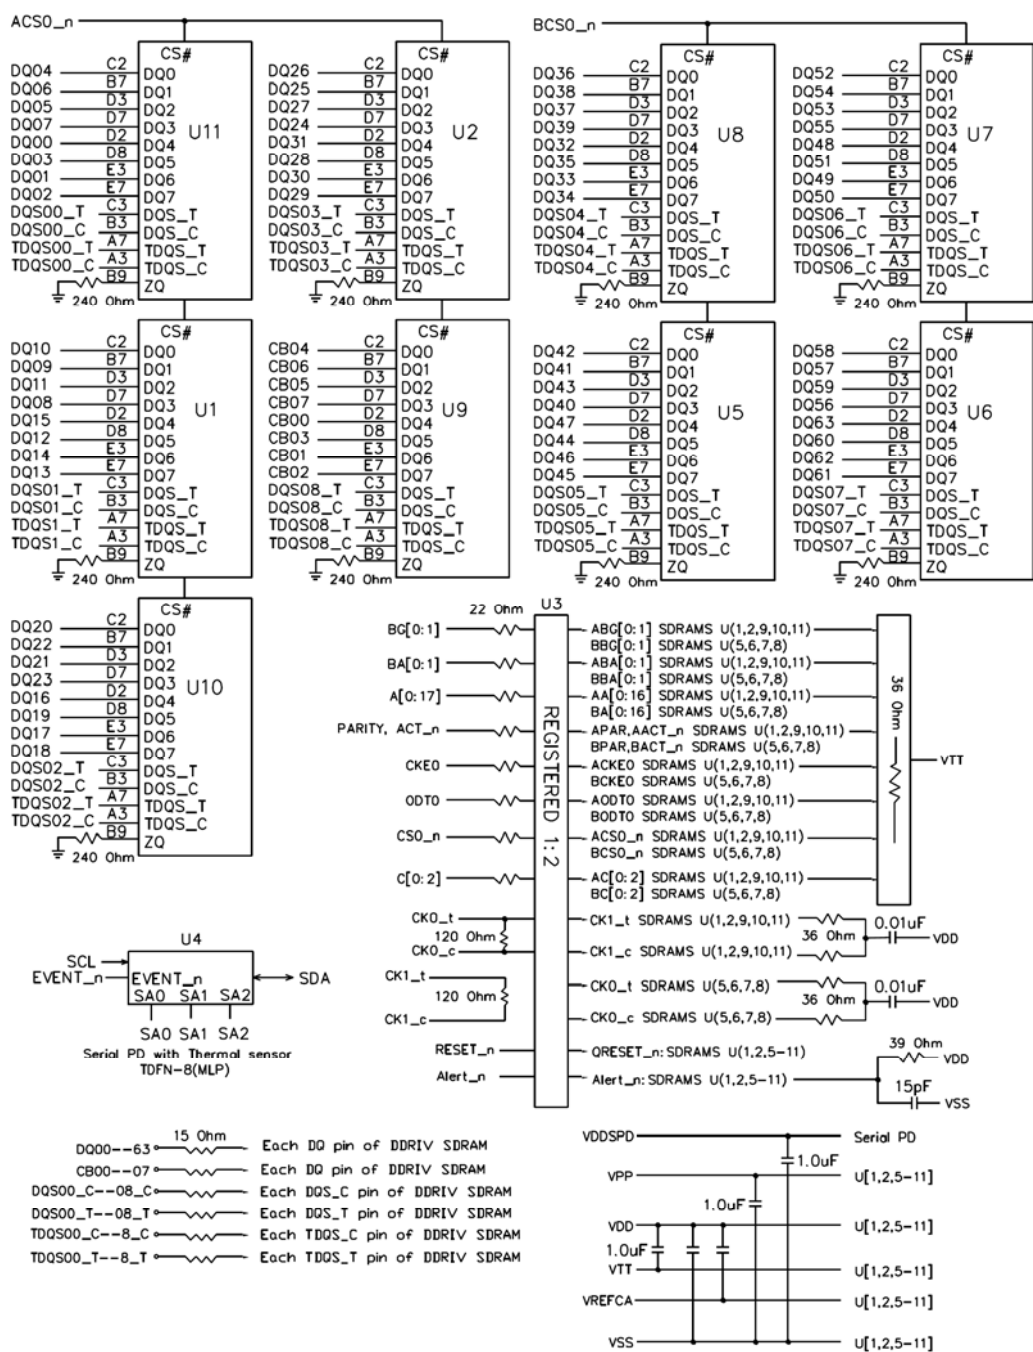 ACS0_n
CS#
DQ04 C2 DQ0
DQ06 B7 DQ1
DQ05 D3 DQ2
DQ07 D7 DQ3
DQ00 D2 DQ4
DQ03 D8 DQ5
DQ01 E3 DQ6
DQ02 E7 DQ7
DQS00_T C3 DQS_T
DQS00_C B3 DQS_C
TDQS00_T A7 TDQS_T
TDQS00_C A3 TDQS_C
B9 ZQ
240 Ohm
U11
CS#
DQ26 C2 DQ0
DQ25 B7 DQ1
DQ27 D3 DQ2
DQ24 D7 DQ3
DQ31 D2 DQ4
DQ28 D8 DQ5
DQ30 E3 DQ6
DQ29 E7 DQ7
DQS03_T C3 DQS_T
DQS03_C B3 DQS_C
TDQS03_T A7 TDQS_T
TDQS03_C A3 TDQS_C
B9 ZQ
240 Ohm
U2
BCS0_n
CS#
DQ36 C2 DQ0
DQ38 B7 DQ1
DQ37 D3 DQ2
DQ39 D7 DQ3
DQ32 D2 DQ4
DQ35 D8 DQ5
DQ33 E3 DQ6
DQ34 E7 DQ7
DQS04_T C3 DQS_T
DQS04_C B3 DQS_C
TDQS04_T A7 TDQS_T
TDQS04_C A3 TDQS_C
B9 ZQ
240 Ohm
U8
CS#
DQ52 C2 DQ0
DQ54 B7 DQ1
DQ53 D3 DQ2
DQ55 D7 DQ3
DQ48 D2 DQ4
DQ51 D8 DQ5
DQ49 E3 DQ6
DQ50 E7 DQ7
DQS06_T C3 DQS_T
DQS06_C B3 DQS_C
TDQS06_T A7 TDQS_T
TDQS06_C A3 TDQS_C
B9 ZQ
240 Ohm
U7
CS#
DQ10 C2 DQ0
DQ09 B7 DQ1
DQ11 D3 DQ2
DQ08 D7 DQ3
DQ15 D2 DQ4
DQ12 D8 DQ5
DQ14 E3 DQ6
DQ13 E7 DQ7
DQS01_T C3 DQS_T
DQS01_C B3 DQS_C
TDQS1_T A7 TDQS_T
TDQS1_C A3 TDQS_C
B9 ZQ
240 Ohm
U1
CS#
CB04 C2 DQ0
CB06 B7 DQ1
CB05 D3 DQ2
CB07 D7 DQ3
CB00 D2 DQ4
CB03 D8 DQ5
CB01 E3 DQ6
CB02 E7 DQ7
DQS08_T C3 DQS_T
DQS08_C B3 DQS_C
TDQS08_T A7 TDQS_T
TDQS08_C A3 TDQS_C
B9 ZQ
240 Ohm
U9
CS#
DQ42 C2 DQ0
DQ41 B7 DQ1
DQ43 D3 DQ2
DQ40 D7 DQ3
DQ47 D2 DQ4
DQ44 D8 DQ5
DQ46 E3 DQ6
DQ45 E7 DQ7
DQS05_T C3 DQS_T
DQS05_C B3 DQS_C
TDQS05_T A7 TDQS_T
TDQS05_C A3 TDQS_C
B9 ZQ
240 Ohm
U5
CS#
DQ58 C2 DQ0
DQ57 B7 DQ1
DQ59 D3 DQ2
DQ56 D7 DQ3
DQ63 D2 DQ4
DQ60 D8 DQ5
DQ62 E3 DQ6
DQ61 E7 DQ7
DQS07_T C3 DQS_T
DQS07_C B3 DQS_C
TDQS07_T A7 TDQS_T
TDQS07_C A3 TDQS_C
B9 ZQ
240 Ohm
U6
CS#
DQ20 C2 DQ0
DQ22 B7 DQ1
DQ21 D3 DQ2
DQ23 D7 DQ3
DQ16 D2 DQ4
DQ19 D8 DQ5
DQ17 E3 DQ6
DQ18 E7 DQ7
DQS02_T C3 DQS_T
DQS02_C B3 DQS_C
TDQS02_T A7 TDQS_T
TDQS02_C A3 TDQS_C
B9 ZQ
240 Ohm
U10
22 Ohm
U3
REGISTERED 1:2
BG[0:1]
BA[0:1]
A[0:17]
PARITY, ACT_n
CKE0
ODT0
CS0_n
C[0:2]
CK0_t
120 Ohm
CK0_c
CK1_t
120 Ohm
CK1_c
RESET_n
Alert_n
ABG[0:1] SDRAMS U(1,2,9,10,11)
BBG[0:1] SDRAMS U(5,6,7,8)
ABA[0:1] SDRAMS U(1,2,9,10,11)
BBA[0:1] SDRAMS U(5,6,7,8)
AA[0:16] SDRAMS U(1,2,9,10,11)
BA[0:16] SDRAMS U(5,6,7,8)
APAR,AACT_n SDRAMS U(1,2,9,10,11)
BPAR,BACT_n SDRAMS U(5,6,7,8)
ACKE0 SDRAMS U(1,2,9,10,11)
BCKE0 SDRAMS U(5,6,7,8)
AODT0 SDRAMS U(1,2,9,10,11)
BODT0 SDRAMS U(5,6,7,8)
ACS0_n SDRAMS U(1,2,9,10,11)
BCS0_n SDRAMS U(5,6,7,8)
AC[0:2] SDRAMS U(1,2,9,10,11)
BC[0:2] SDRAMS U(5,6,7,8)
36 Ohm
VTT
CK1_t SDRAMS U(1,2,9,10,11)
36 Ohm
0.01uF
VDD
CK1_c SDRAMS U(1,2,9,10,11)
CK0_t SDRAMS U(5,6,7,8)
36 Ohm
0.01uF
VDD
CK0_c SDRAMS U(5,6,7,8)
QRESET_n: SDRAMS U(1,2,5-11)
Alert_n: SDRAMS U(1,2,5-11)
39 Ohm
VDD
15pF
VSS
U4
SCL
EVENT_n
EVENT_n
SDA
SA0 SA1 SA2
SA0 SA1 SA2
Serial PD with Thermal sensor
TDFN-8(MLP)
15 Ohm
DQ00--63 Each DQ pin of DDRIV SDRAM
CB00--07 Each DQ pin of DDRIV SDRAM
DQS00_C--08_C Each DQS_C pin of DDRIV SDRAM
DQS00_T--08_T Each DQS_T pin of DDRIV SDRAM
TDQS00_C--8_C Each TDQS_C pin of DDRIV SDRAM
TDQS00_T--8_T Each TDQS_T pin of DDRIV SDRAM
VDDSPD Serial PD
1.0uF
VPP U[1,2,5-11]
1.0uF
VDD U[1,2,5-11]
1.0uF
VTT U[1,2,5-11]
VREFCA U[1,2,5-11]
VSS U[1,2,5-11]